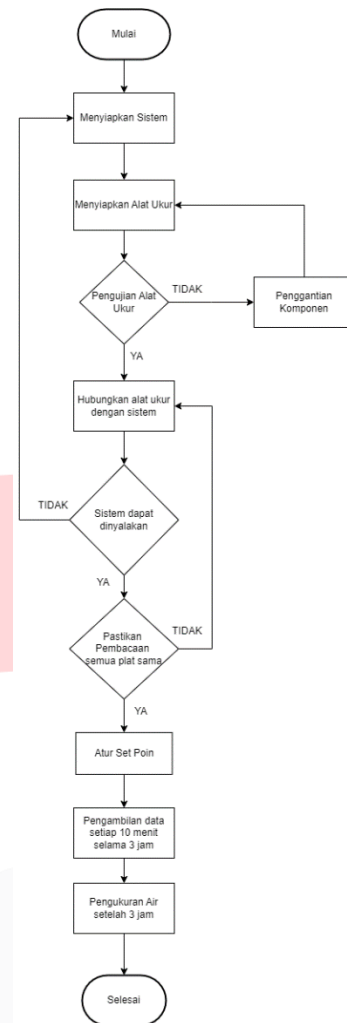 Mulai
Menyiapkan Sistem
Menyiapkan Alat Ukur
Pengujian Alat
Ukur
TIDAK
Penggantian
Komponen
YA
Hubungkan alat ukur
dengan sistem
Sistem dapat
dinyalakan
TIDAK
YA
Pastikan
Pembacaan
semua plat sama
TIDAK
YA
Atur Set Poin
Pengambilan data
setiap 10 menit
selama 3 jam
Pengukuran Air
setelah 3 jam
Selesai